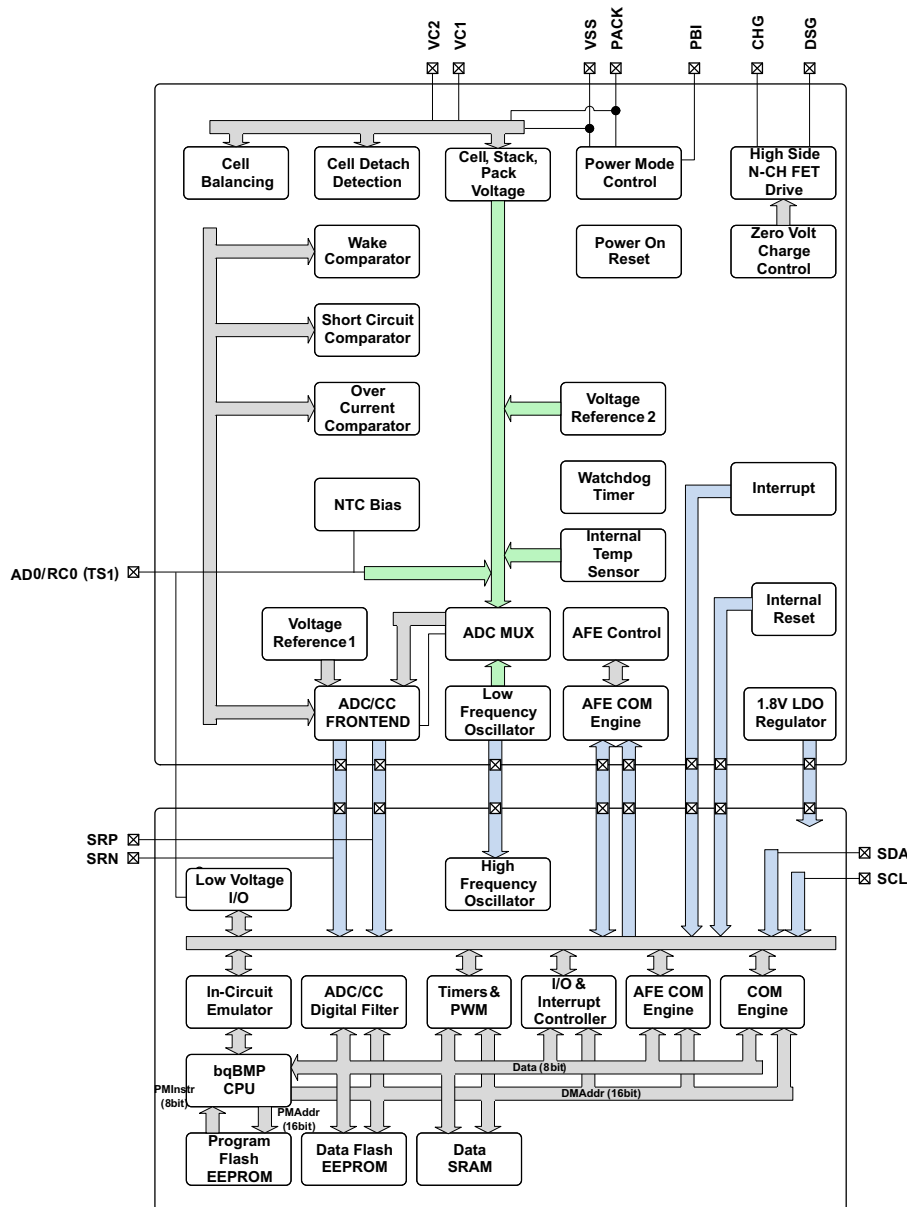 VC2
VC1
VSS
PACK
PBI
CHG
DSG
Cell
Balancing
Cell Detach
Detection
Cell, Stack,
Pack
Voltage
Power Mode
Control
High Side
N-CH FET
Drive
Wake
Comparator
Power On
Reset
Zero Volt
Charge
Control
Short Circuit
Comparator
Over
Current
Comparator
Voltage
Reference 2
NTC Bias
Watchdog
Timer
Interrupt
AD0/RC0 (TS1)
Internal
Temp
Sensor
Voltage
Reference 1
ADC MUX
AFE Control
Internal
Reset
ADC/CC
FRONTEND
Low
Frequency
Oscillator
AFE COM
Engine
1.8V LDO
Regulator
SRP
SRN
SDA
SCL
Low Voltage
I/O
High
Frequency
Oscillator
In-Circuit
Emulator
ADC/CC
Digital Filter
Timers &
PWM
I/O &
Interrupt
Controller
AFE COM
Engine
COM
Engine
bqBMP
CPU
Data (8bit)
PMInstr
(8bit)
DMAddr (16bit)
PMAddr
(16bit)
Program
Flash
EEPROM
Data Flash
EEPROM
Data
SRAM